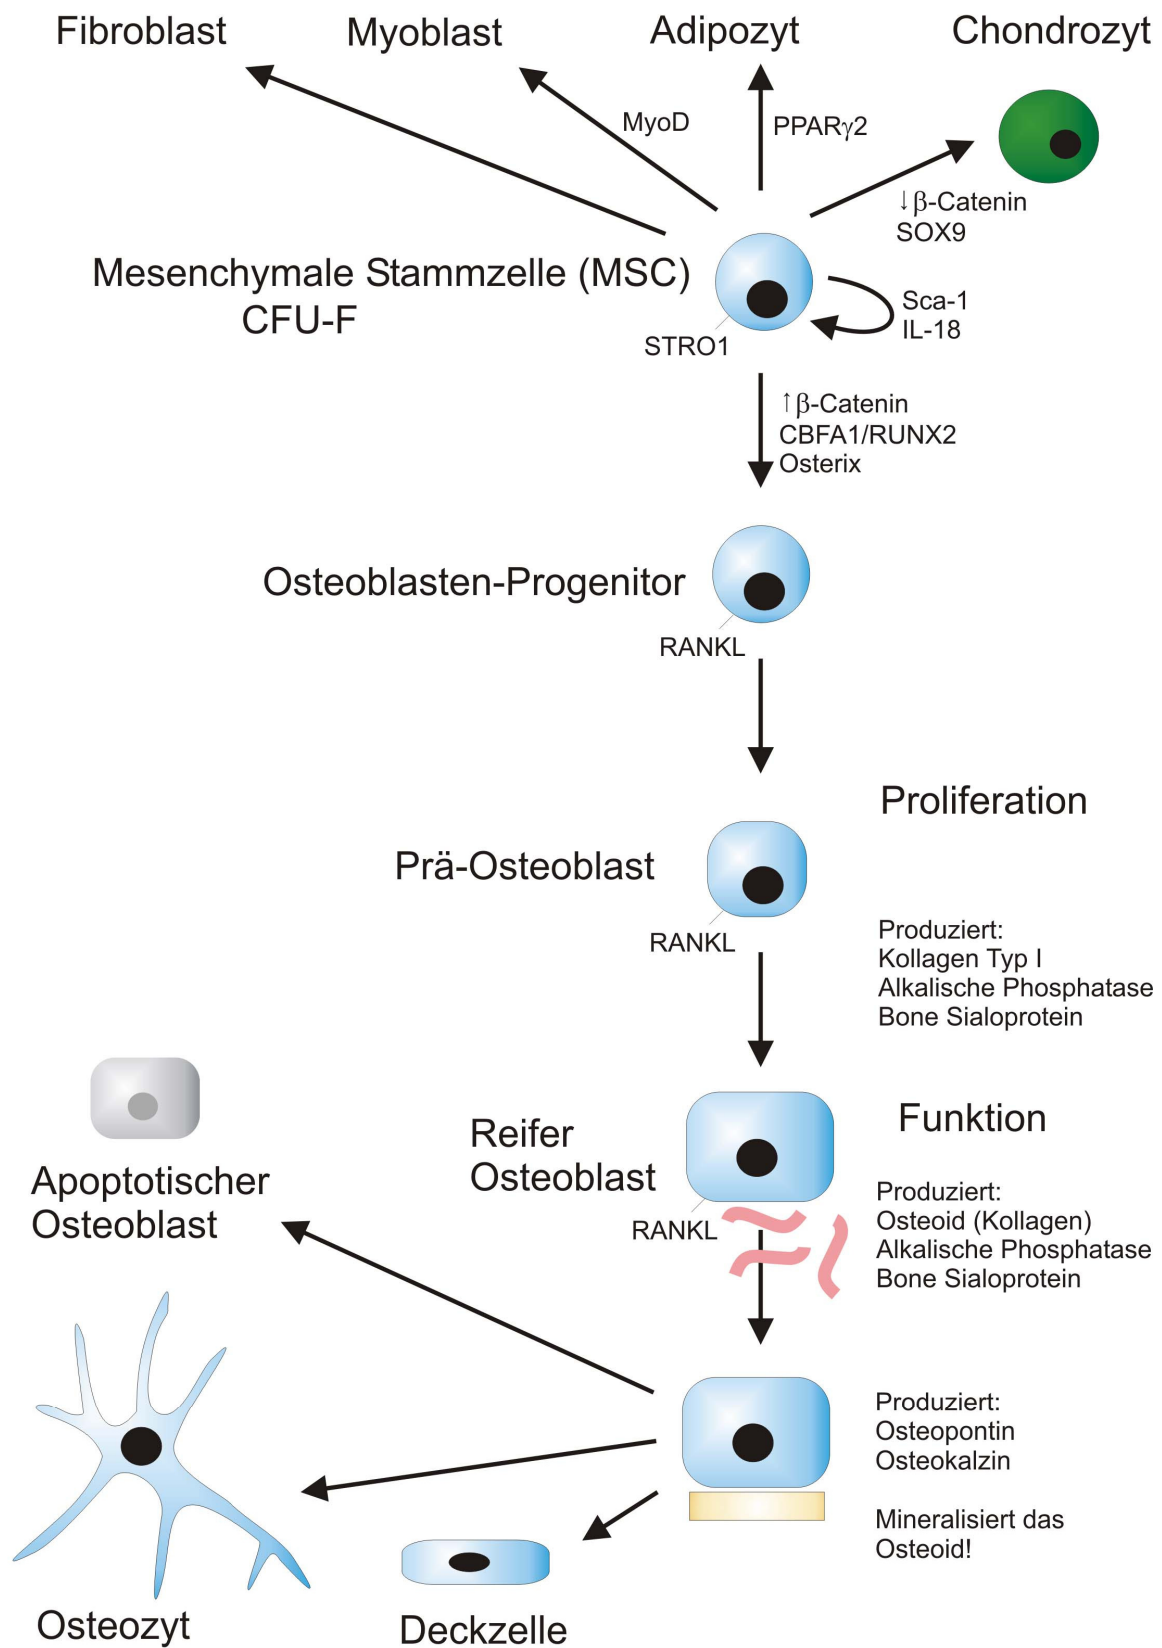 Fibroblast
Myoblast
Adipozyt
Chondrozyt
MyoD
PPARγ2
↓β-Catenin
SOX9
Mesenchymale Stammzelle (MSC)
CFU-F
Sca-1
IL-18
STRO1
↑β-Catenin
CBFA1/RUNX2
Osterix
Osteoblasten-Progenitor
RANKL
Proliferation
Prä-Osteoblast
RANKL
Produziert:
Kollagen Typ I
Alkalische Phosphatase
Bone Sialoprotein
Funktion
Reifer
Osteoblast
RANKL
Produziert:
Osteoid (Kollagen)
Alkalische Phosphatase
Bone Sialoprotein
Apoptotischer
Osteoblast
Produziert:
Osteopontin
Osteokalzin
Mineralisiert das
Osteoid!
Osteozyt
Deckzelle